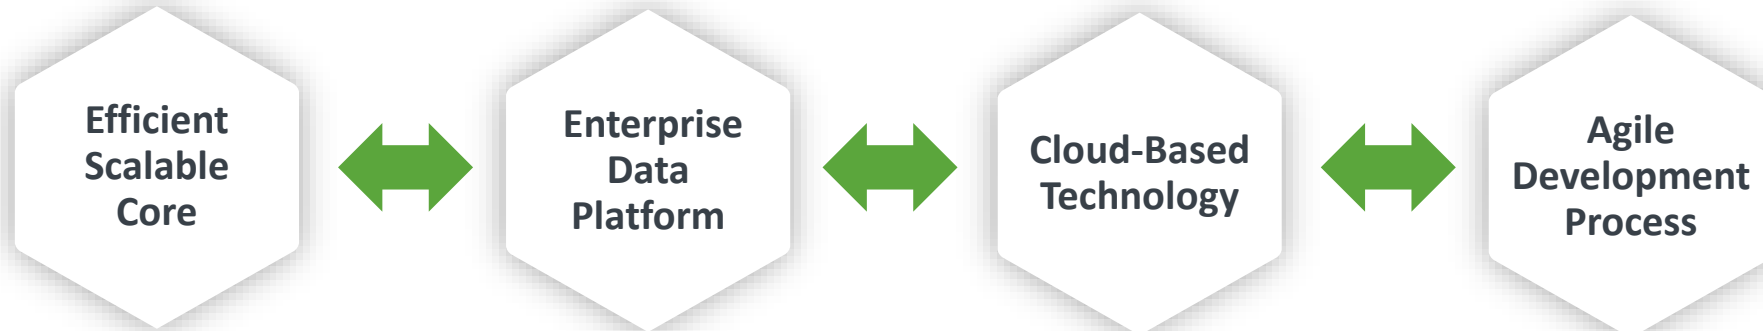 Efficient
Scalable
Core
Enterprise
Data
Platform
Cloud-Based
Technology
Agile
Development
Process